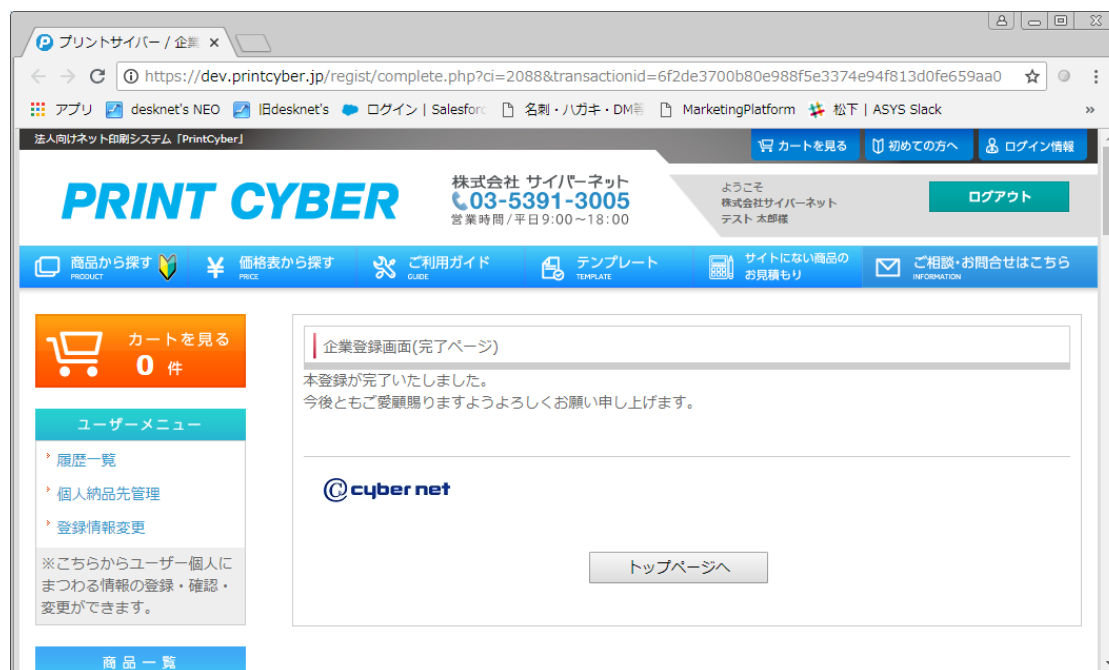 プリントサイバー / 企業
https://dev.printcyber.jp/regist/complete.php?ci=2088&transactionid=6f2de3700b80e988f5e3374e94f813d0fe659aa0
アプリ desknet's NEO 旧desknet's ログイン | Salesforc 名刺・ハガキ・DM等 MarketingPlatform 松下 | ASYS Slack »
法人向けネット印刷システム「PrintCyber」
カートを見る 初めての方へ ログイン情報
PRINT CYBER
株式会社 サイバーネット
03-5391-3005
営業時間/平日9:00～18:00
ようこそ
株式会社サイバーネット
テスト 太郎様
ログアウト
商品から探す
PRODUCT
価格表から探す
PRICE
ご利用ガイド
GUIDE
テンプレート
TEMPLATE
サイトにない商品の
お見積もり
ご相談・お問合せはこちら
INFORMATION
カートを見る
0 件
ユーザーメニュー
履歴一覧
個人納品先管理
登録情報変更
※こちらからユーザー個人に
まつわる情報の登録・確認・
変更ができます。
商品一覧
企業登録画面(完了ページ)
本登録が完了いたしました。
今後ともご愛顧賜りますようよろしくお願い申し上げます。
cyber net
トップページへ